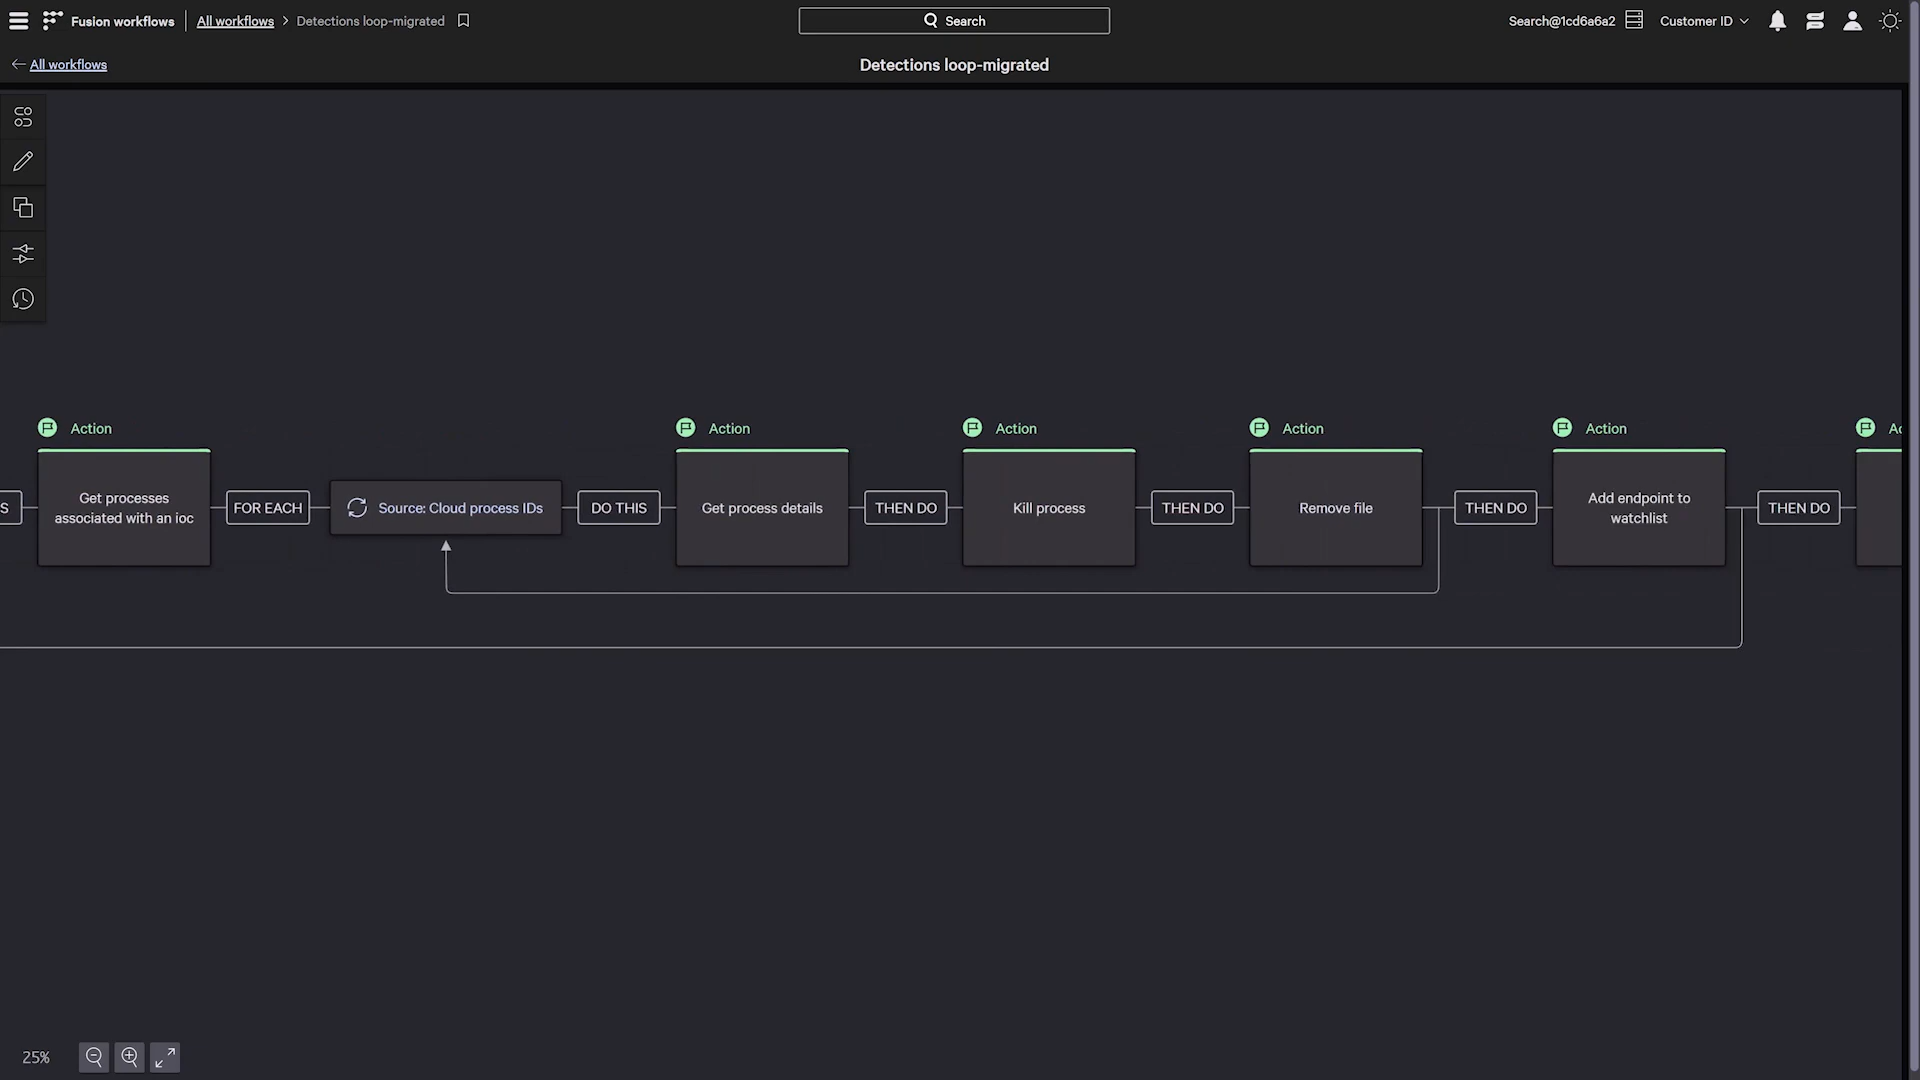 Fusion workflows
All workflows
Detections loop-migrated
Search
Search@1cd6a6a2
Customer ID
All workflows
Detections loop-migrated
Action
Action
Action
Action
Action
S
Get processes
associated with an ioc
FOR EACH
Source: Cloud process IDs
DO THIS
Get process details
THEN DO
Kill process
THEN DO
Remove file
THEN DO
Add endpoint to
watchlist
THEN DO
25%